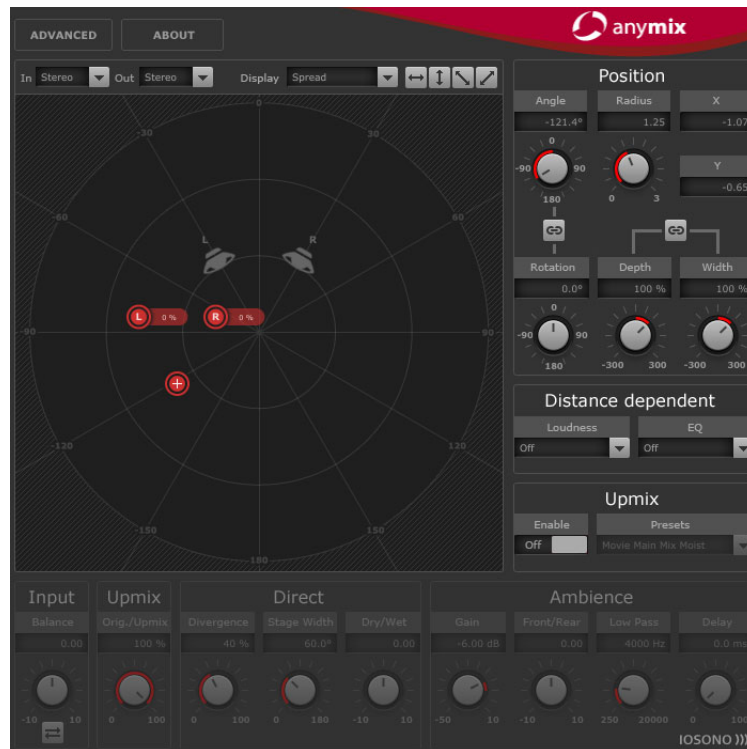 ADVANCED ABOUT anymix
In Stereo Out Stereo Display Spread
Position
Angle Radius X
-121.4° 1.25 -1.07
0
-90 90
180
0 3
Y
-0.65
Rotation Depth Width
0.0° 100 % 100 %
0
-90 90
180
-300 300 -300 300
0
-30 30
-60 60
L R
L 0 % R 0 %
-90 90
-120 120
-150 150
180
Distance dependent
Loudness EQ
Off Off
Upmix
Enable Presets
Off Movie Main Mix Moist
Input Upmix Direct Ambience
Balance Orig./Upmix Divergence Stage Width Dry/Wet Gain Front/Rear Low Pass Delay
0.00 100 % 40 % 60.0° 0.00 -6.00 dB 0.00 4000 Hz 0.0 ms
-10 10 0 100 0 100 0 180 -10 10 -50 10 -10 10 250 20000 0 100
IOSONO